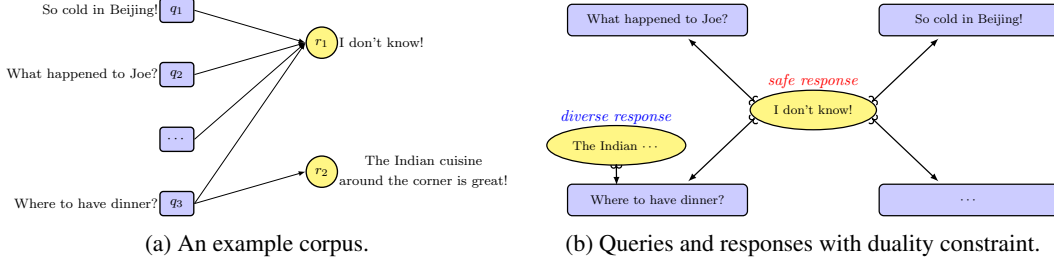 So cold in Beijing! q1
r1 I don't know!
What happened to Joe? q2
...
r2 The Indian cuisine
around the corner is great!
Where to have dinner? q3
(a) An example corpus.
What happened to Joe?
So cold in Beijing!
safe response
I don't know!
diverse response
The Indian ...
Where to have dinner?
...
(b) Queries and responses with duality constraint.